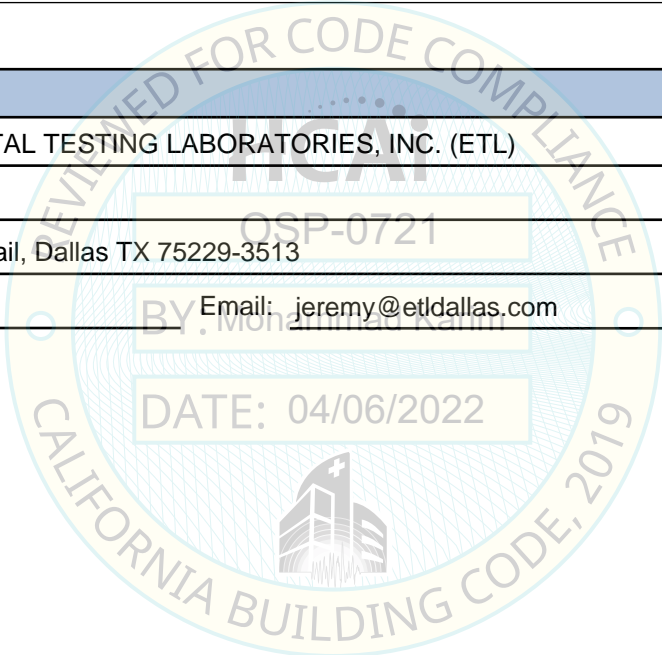 REVIEWED FOR CODE COMPLIANCE
HCAi
TAL TESTING LABORATORIES, INC. (ETL)
OSP-0721
ail, Dallas TX 75229-3513
Email: jeremy@etldallas.com
BY: Mohammad Karim
DATE: 04/06/2022
CALIFORNIA BUILDING CODE, 2019